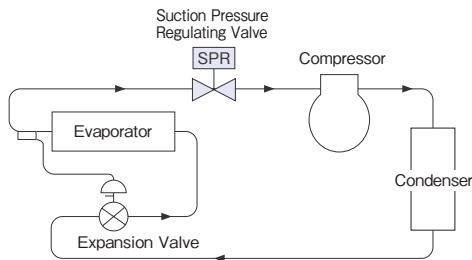 Suction Pressure
Regulating Valve
SPR
Compressor
Evaporator
Condenser
Expansion Valve